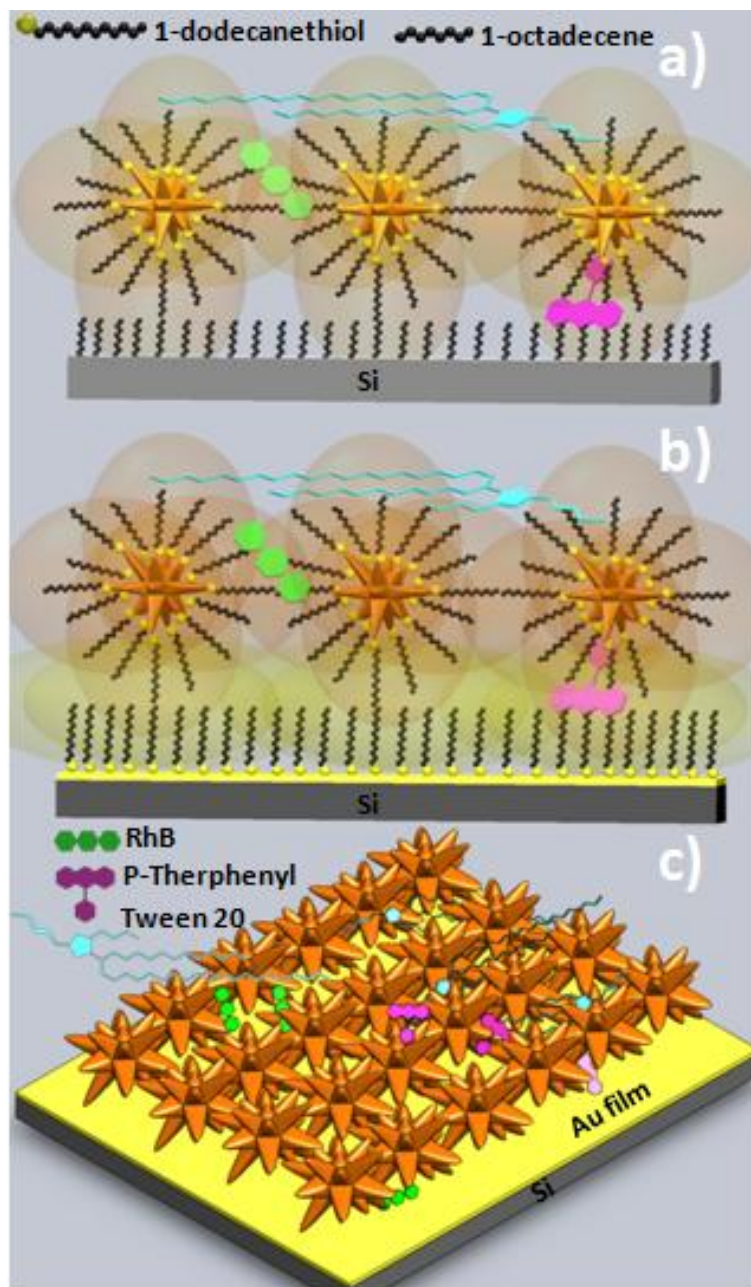 1-dodecanethiol
1-octadecene
a)
Si
b)
Si
c)
RhB
P-Therphenyl
Tween 20
Au film
Si